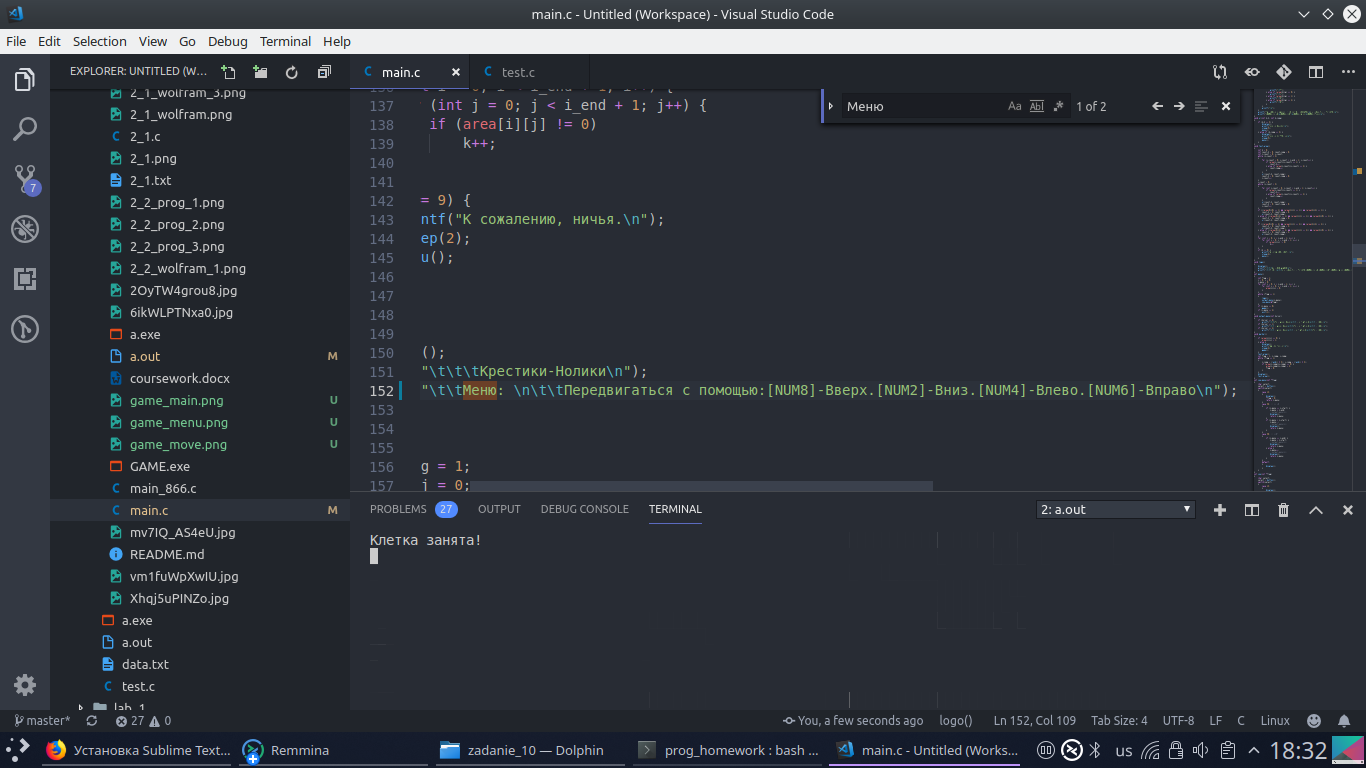 main.c - Untitled (Workspace) - Visual Studio Code
File Edit Selection View Go Debug Terminal Help
EXPLORER: UNTITLED (W...
main.c
test.c
2_1_wolfram_3.png
2_1_wolfram.png
2_1.c
2_1.png
2_1.txt
2_2_prog_1.png
2_2_prog_2.png
2_2_prog_3.png
2_2_wolfram_1.png
2OyTW4grou8.jpg
6ikWLPTNxa0.jpg
a.exe
a.out M
coursework.docx
game_main.png U
game_menu.png U
game_move.png U
GAME.exe
main_866.c
main.c M
mv7IQ_AS4eU.jpg
README.md
vm1fuWpXwIU.jpg
Xhqj5uPINZo.jpg
a.exe
a.out
data.txt
test.c
lab_1
7
Меню Aa Abl .* 1 of 2
137 (int j = 0; j < i_end + 1; j++) {
138 if (area[i][j] != 0)
139 k++;
140
141
142 = 9) {
143 ntf("К сожалению, ничья.\n");
144 ep(2);
145 u();
146
147
148
149
150 ();
151 "\t\t\t\tКрестики-Нолики\n");
152 "\t\tМеню: \n\t\tПередвигаться с помощью:[NUM8]-Вверх.[NUM2]-Вниз.[NUM4]-Влево.[NUM6]-Вправо\n");
153
154
155
156 g = 1;
157 j = 0;
PROBLEMS 27 OUTPUT DEBUG CONSOLE TERMINAL 2: a.out
Клетка занята!
master* 27 0 You, a few seconds ago logo() Ln 152, Col 109 Tab Size: 4 UTF-8 LF C Linux
Установка Sublime Text... Remmina zadanie_10 — Dolphin prog_homework : bash ... main.c - Untitled (Works... us 18:32